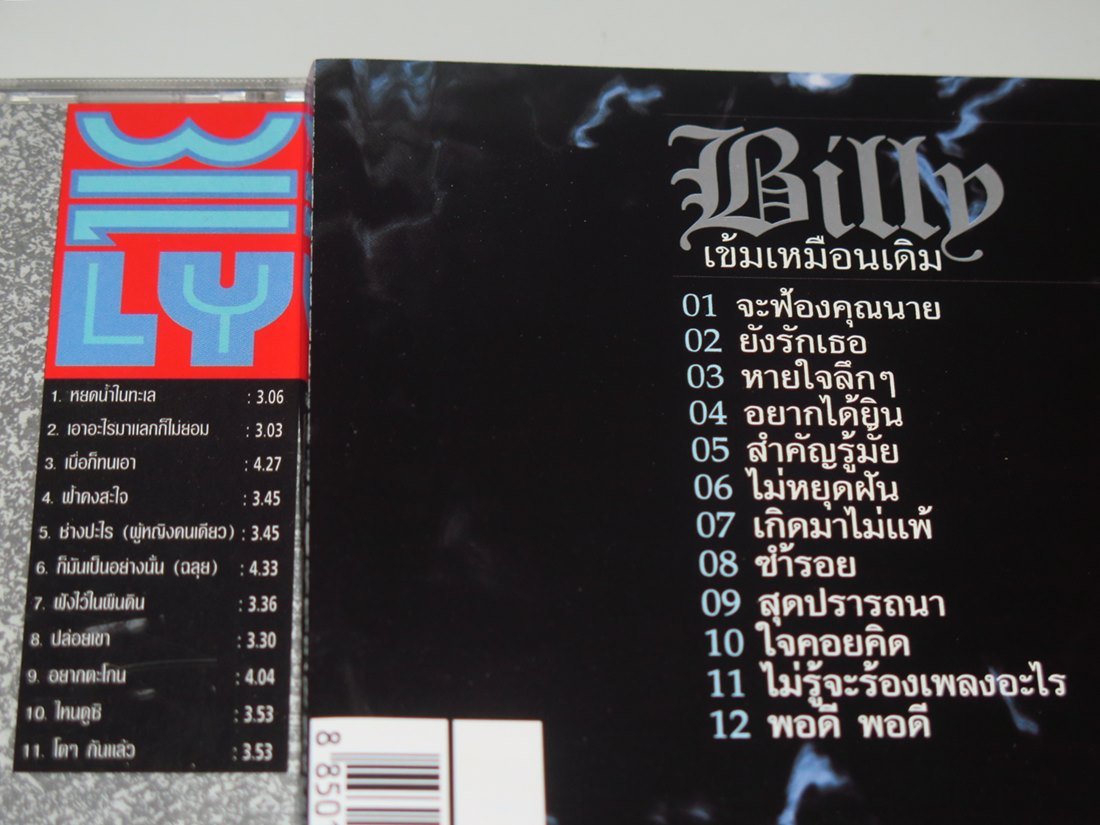 BILLY
1. หยดน้ำในทะเล : 3.06
2. เอาอะไรมาแลกก็ไม่ยอม : 3.03
3. เบื่อก็ทนเอา : 4.27
4. ฟ้าคงสะใจ : 3.45
5. ช่างปะไร (ผู้หญิงคนเดียว) : 3.45
6. ก็มันเป็นอย่างนั้น (ฉลุย) : 4.33
7. ฝังไว้ในผืนดิน : 3.36
8. ปล่อยเขา : 3.30
9. อยากตะโกน : 4.04
10. ไหนดูซิ : 3.53
11. โตๆ กันแล้ว : 3.53
Billy
เข้มเหมือนเดิม
01 จะฟ้องคุณนาย
02 ยังรักเธอ
03 หายใจลึกๆ
04 อยากได้ยิน
05 สำคัญรู้มั้ย
06 ไม่หยุดฝัน
07 เกิดมาไม่แพ้
08 ซ้ำรอย
09 สุดปรารถนา
10 ใจคอยคิด
11 ไม่รู้จะร้องเพลงอะไร
12 พอดี พอดี
8 850